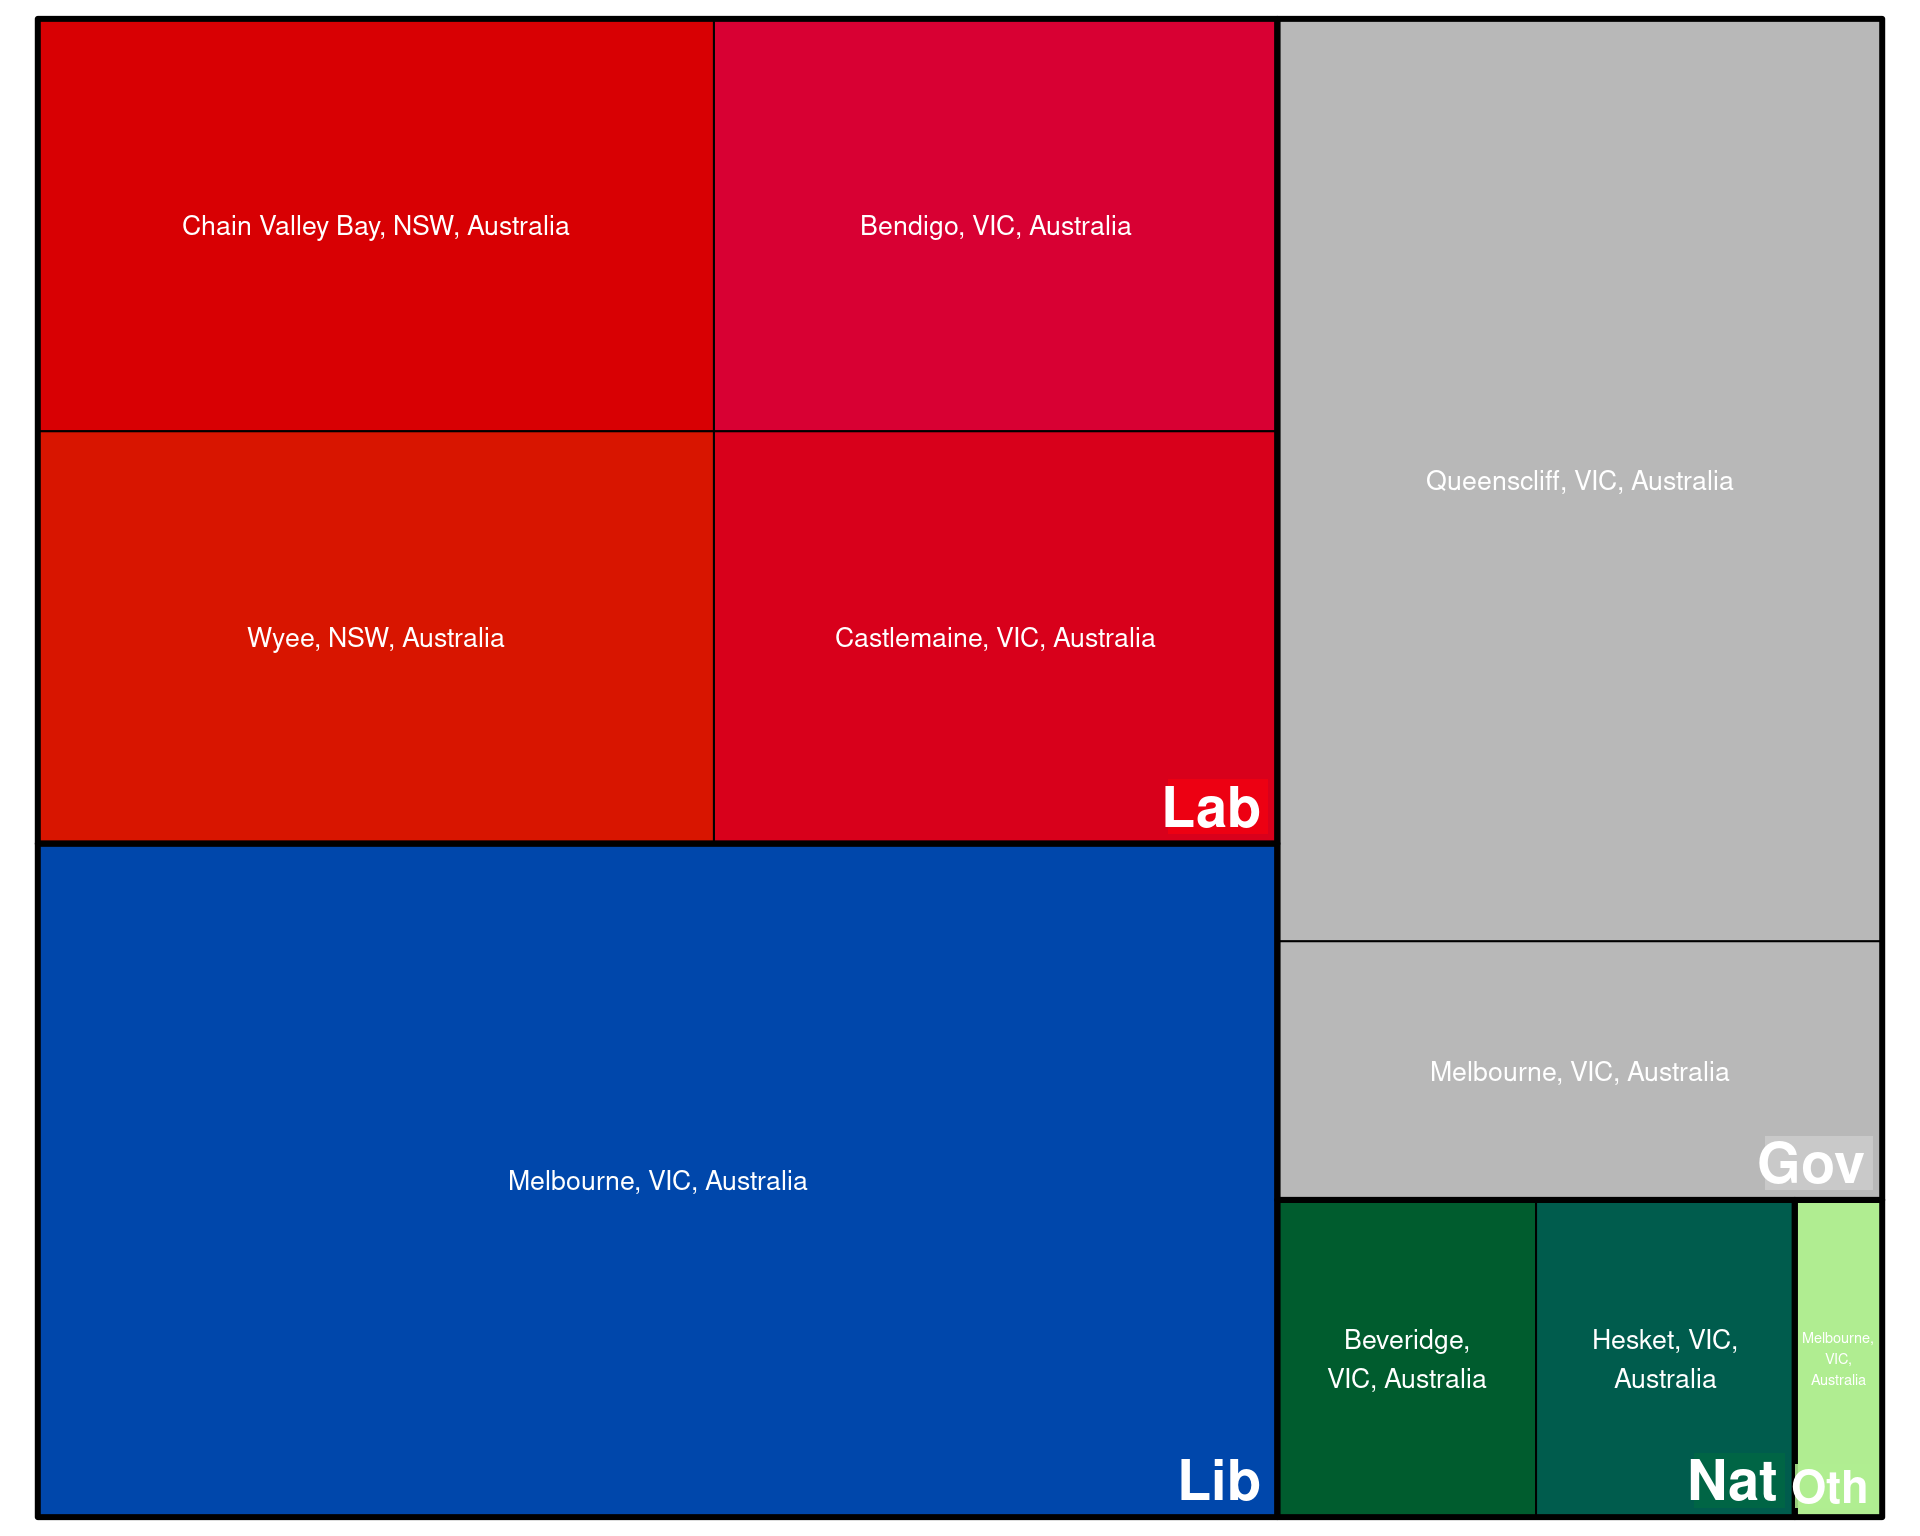 Chain Valley Bay, NSW, Australia
Bendigo, VIC, Australia
Wyee, NSW, Australia
Castlemaine, VIC, Australia
Lab
Melbourne, VIC, Australia
Lib
Queenscliff, VIC, Australia
Melbourne, VIC, Australia
Gov
Beveridge,
VIC, Australia
Hesket, VIC,
Australia
Nat
Melbourne,
VIC,
Australia
Oth